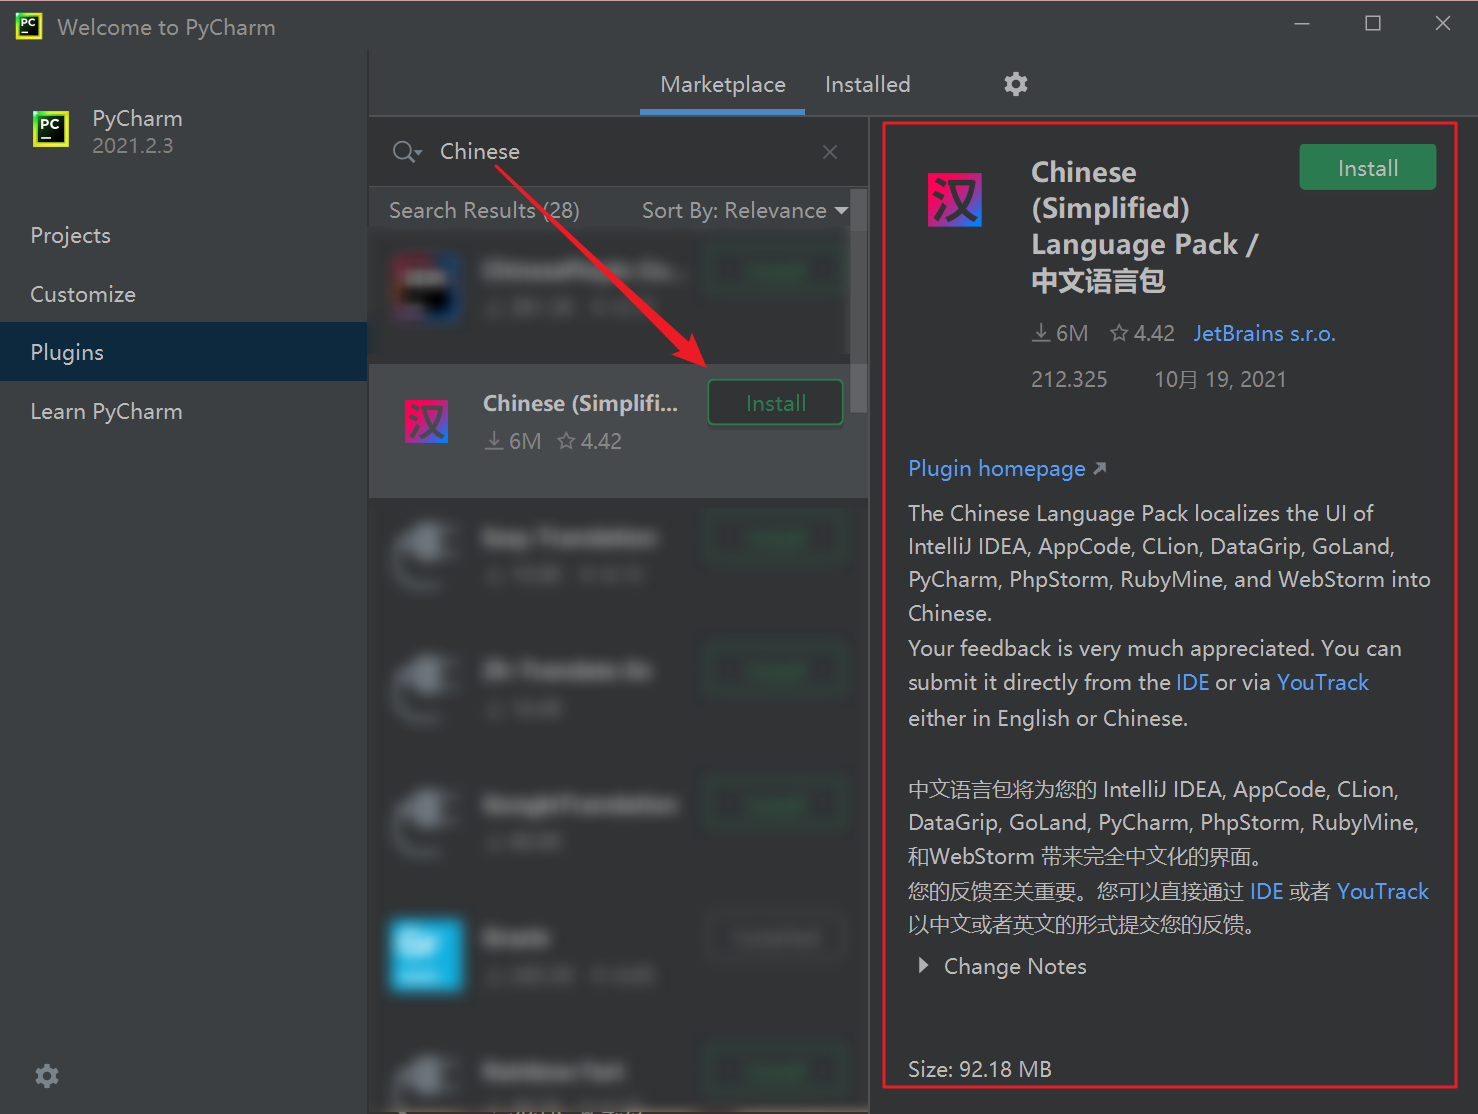 PC
Welcome to PyCharm
PC
PyCharm
2021.2.3
Projects
Customize
Plugins
Learn PyCharm
Marketplace
Installed
Chinese
Search Results (28)
Sort By: Relevance
汉
Chinese (Simplifi...
Install
6M
4.42
汉
Chinese
(Simplified)
Language Pack /
中文语言包
Install
6M
4.42
JetBrains s.r.o.
212.325
10月 19, 2021
Plugin homepage
The Chinese Language Pack localizes the UI of
IntelliJ IDEA, AppCode, CLion, DataGrip, GoLand,
PyCharm, PhpStorm, RubyMine, and WebStorm into
Chinese.
Your feedback is very much appreciated. You can
submit it directly from the IDE or via YouTrack
either in English or Chinese.
中文语言包将为您的 IntelliJ IDEA, AppCode, CLion,
DataGrip, GoLand, PyCharm, PhpStorm, RubyMine,
和WebStorm 带来完全中文化的界面。
您的反馈至关重要。您可以直接通过 IDE 或者 YouTrack
以中文或者英文的形式提交您的反馈。
Change Notes
Size: 92.18 MB